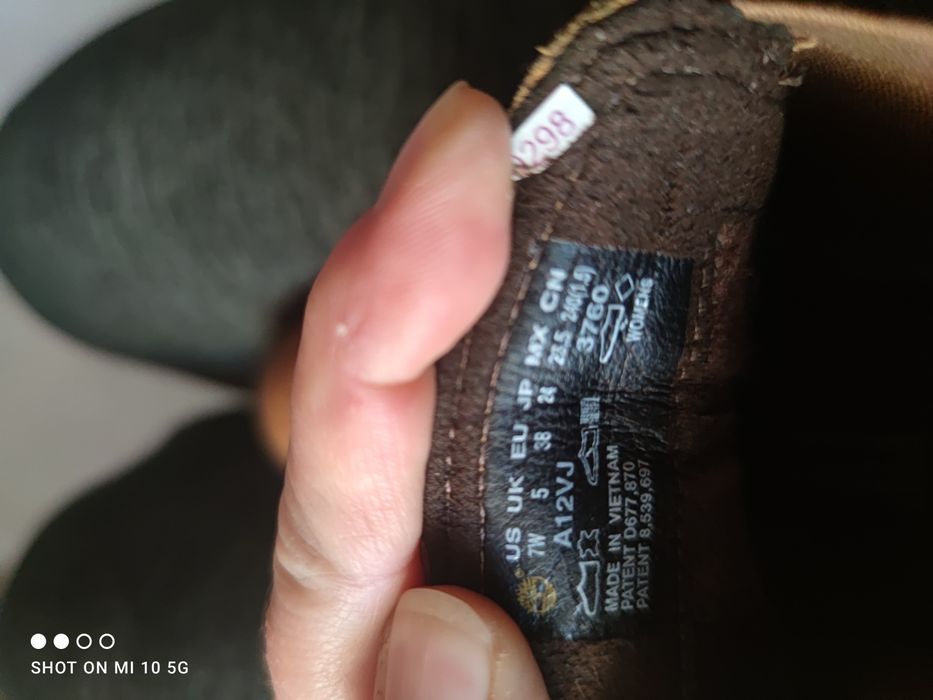 298
US UK EU JP MX CN
7W 5 38 24 23.5 240(1.5)
A12VJ 3760
WOMENS
MADE IN VIETNAM
PATENT D677,870
PATENT 8,539,697
SHOT ON MI 10 5G